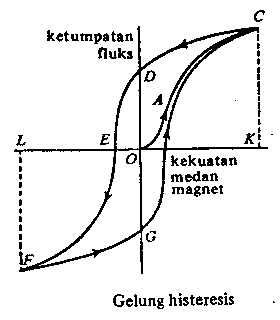 C
ketumpatan
fluks
D
A
L
E
O
K
kekuatan
medan
magnet
G
F
Gelung histeresis